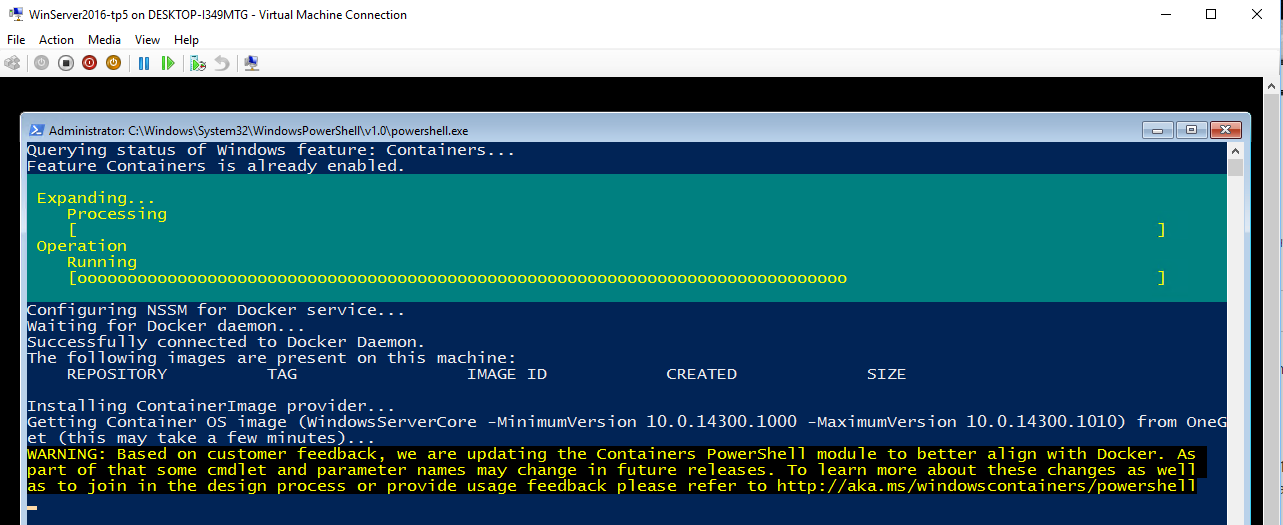 WinServer2016-tp5 on DESKTOP-I349MTG - Virtual Machine Connection
File Action Media View Help
Administrator: C:\Windows\System32\WindowsPowerShell\v1.0\powershell.exe
Querying status of Windows feature: Containers...
Feature Containers is already enabled.
Expanding...
Processing
[ ]
Operation
Running
[ooooooooooooooooooooooooooooooooooooooooooooooooooooooooooooooooooooooooooooo ]
Configuring NSSM for Docker service...
Waiting for Docker daemon...
Successfully connected to Docker Daemon.
The following images are present on this machine:
REPOSITORY TAG IMAGE ID CREATED SIZE
Installing ContainerImage provider...
Getting Container OS image (WindowsServerCore -MinimumVersion 10.0.14300.1000 -MaximumVersion 10.0.14300.1010) from OneG
et (this may take a few minutes)...
WARNING: Based on customer feedback, we are updating the Containers PowerShell module to better align with Docker. As
part of that some cmdlet and parameter names may change in future releases. To learn more about these changes as well
as to join in the design process or provide usage feedback please refer to http://aka.ms/windowscontainers/powershell